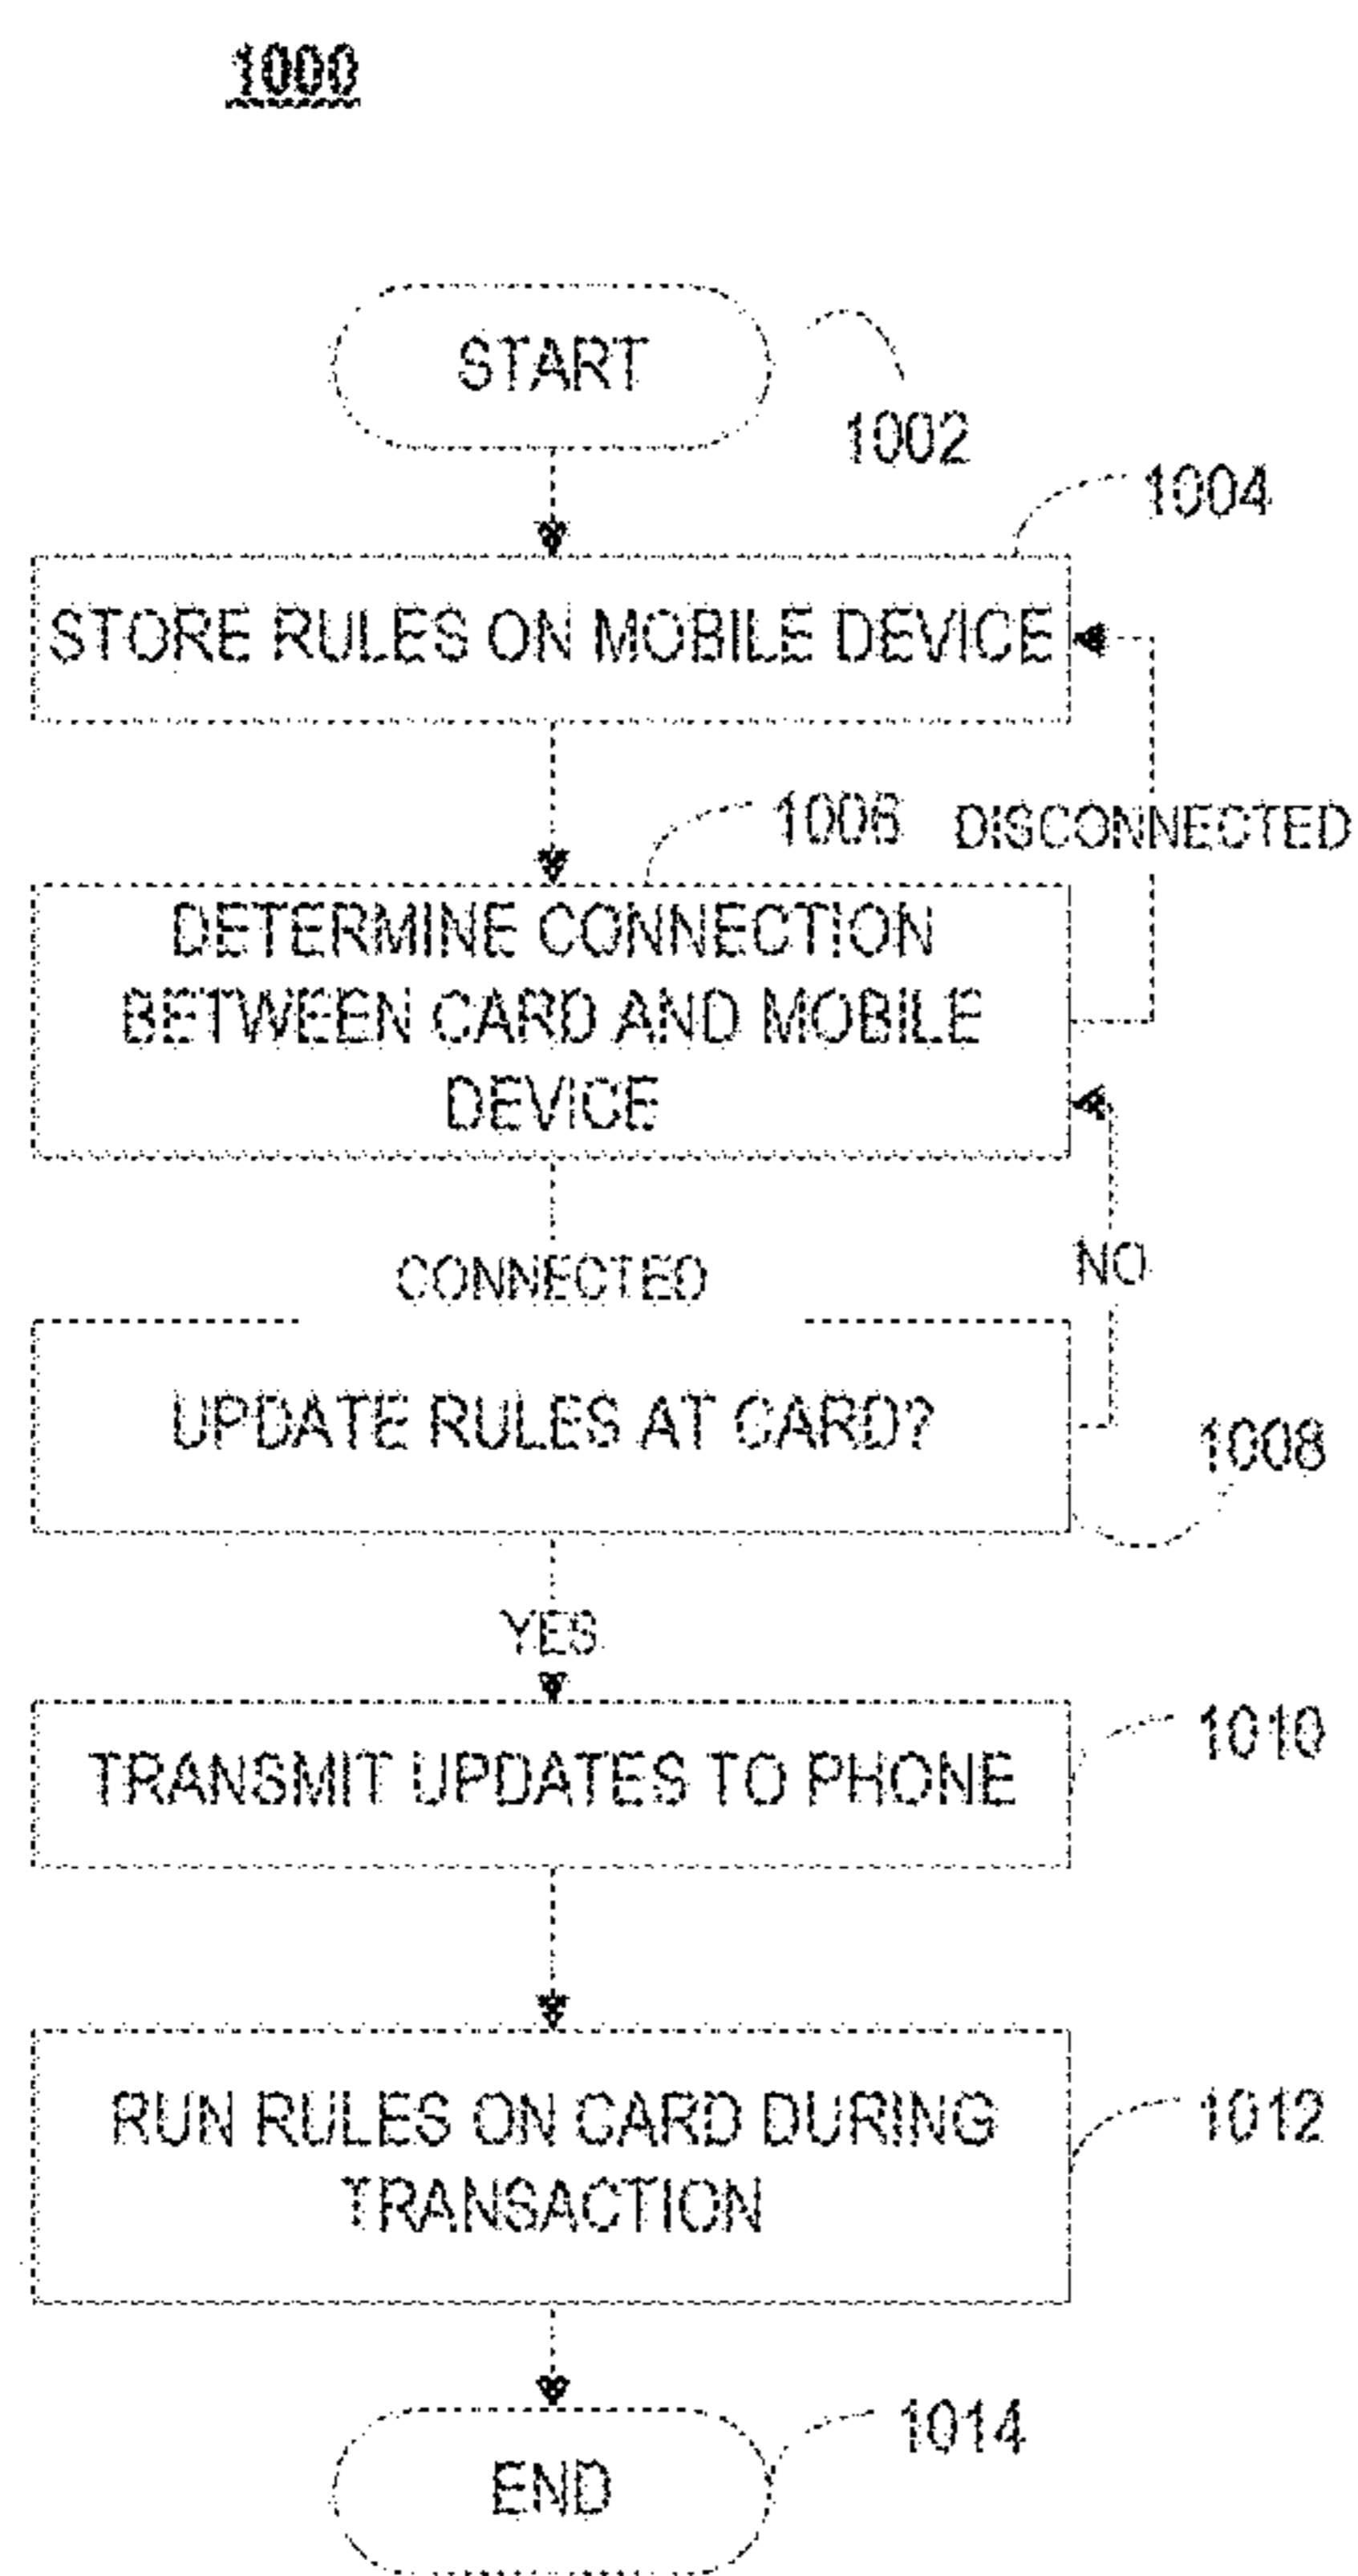 1000
START
1002
1004
STORE RULES ON MOBILE DEVICE
1006
DISCONNECTED
DETERMINE CONNECTION
BETWEEN CARD AND MOBILE
DEVICE
CONNECTED
NO
UPDATE RULES AT CARD?
1008
YES
TRANSMIT UPDATES TO PHONE
1010
RUN RULES ON CARD DURING
TRANSACTION
1012
1014
END